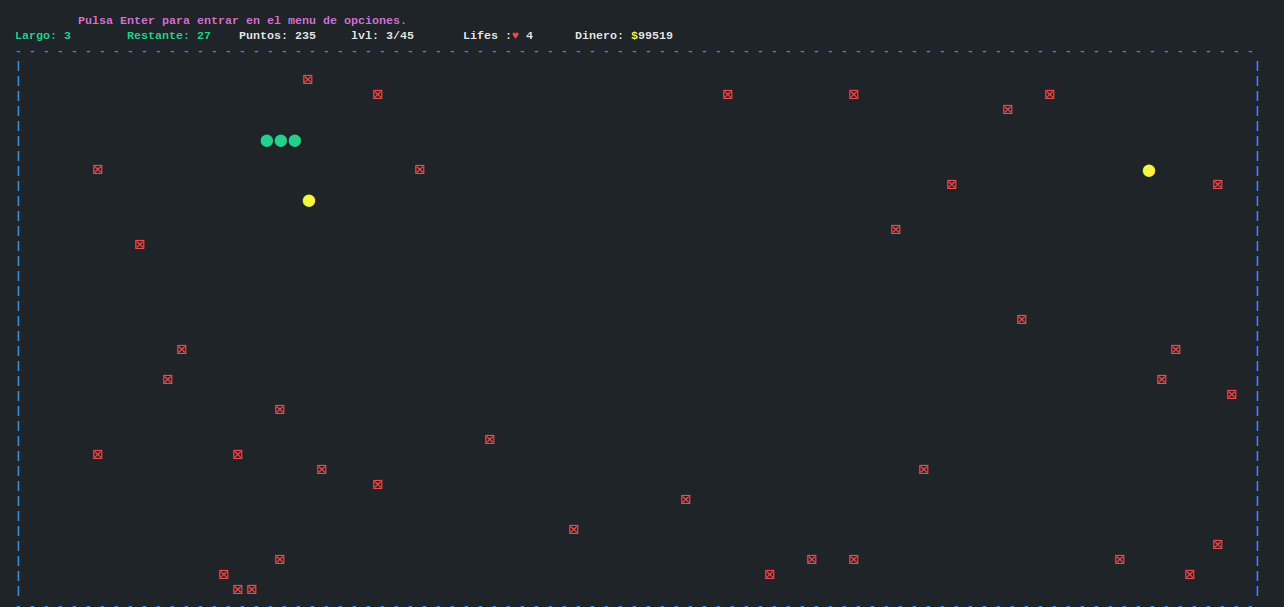 Pulsa Enter para entrar en el menu de opciones.
Largo: 3 Restante: 27 Puntos: 235 lvl: 3/45 Lifes :♥ 4 Dinero: $99519